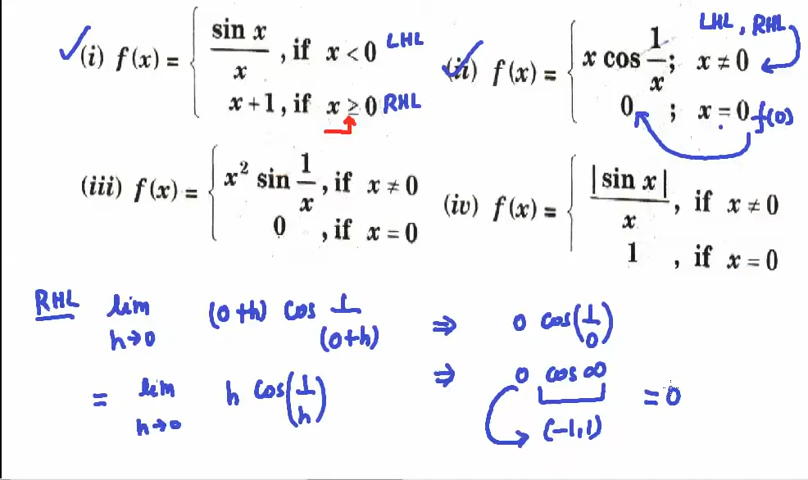 (i) f(x) = { sin x / x , if x < 0 LHL
x+1, if x ≥ 0 RHL
LHL, RHL
(ii) f(x) = { x cos 1/x ; x ≠ 0
0 ; x = 0 f(0)
(iii) f(x) = { x² sin 1/x , if x ≠ 0
0 , if x = 0
(iv) f(x) = { |sin x| / x , if x ≠ 0
1 , if x = 0
RHL lim h→0 (0+h) cos 1/(0+h) ⇒ 0 cos(1/0)
= lim h→0 h cos(1/h) ⇒ 0 cos ∞ = 0
(-1,1)